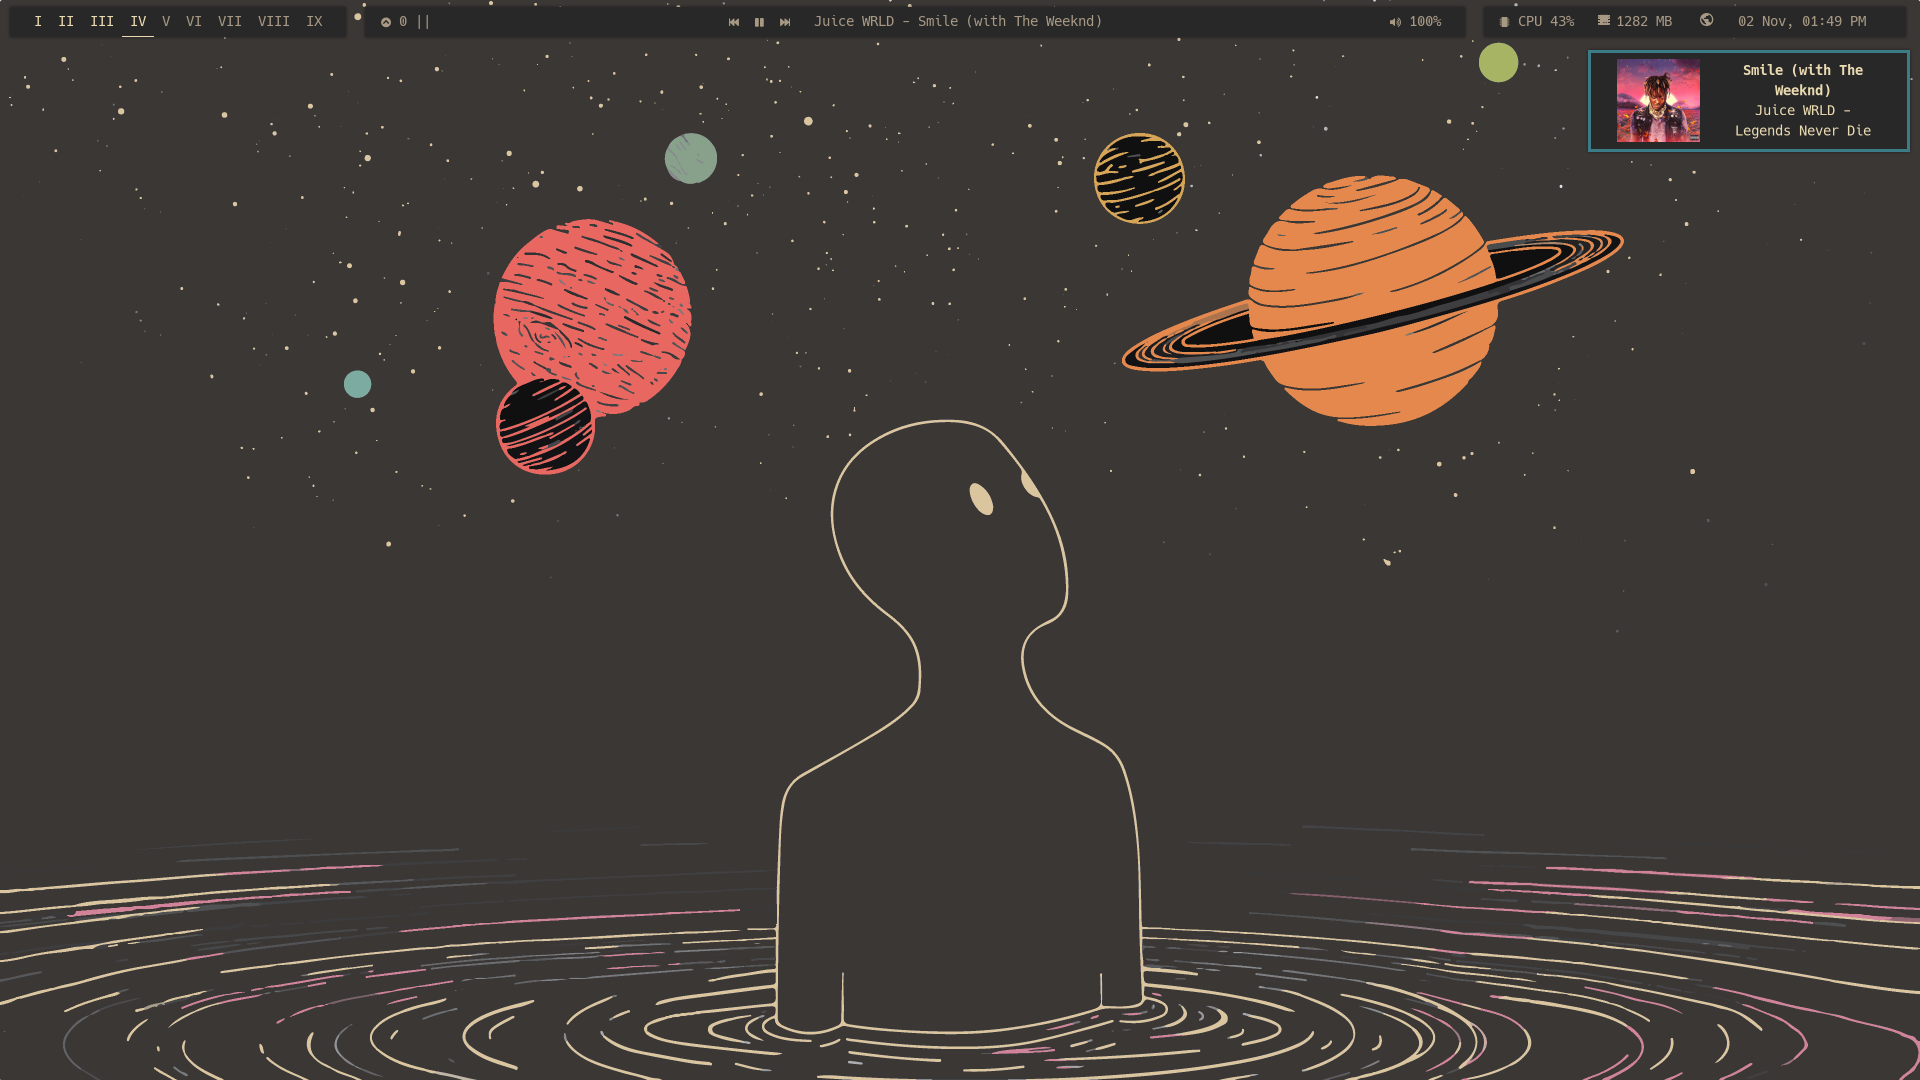 I II III IV V VI VII VIII IX
0 ||
Juice WRLD - Smile (with The Weeknd)
100%
CPU 43%
1282 MB
02 Nov, 01:49 PM
Smile (with The
Weeknd)
Juice WRLD -
Legends Never Die